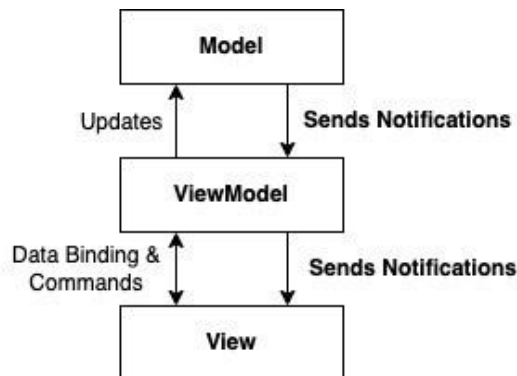 Model
Updates
Sends Notifications
ViewModel
Data Binding &
Commands
Sends Notifications
View